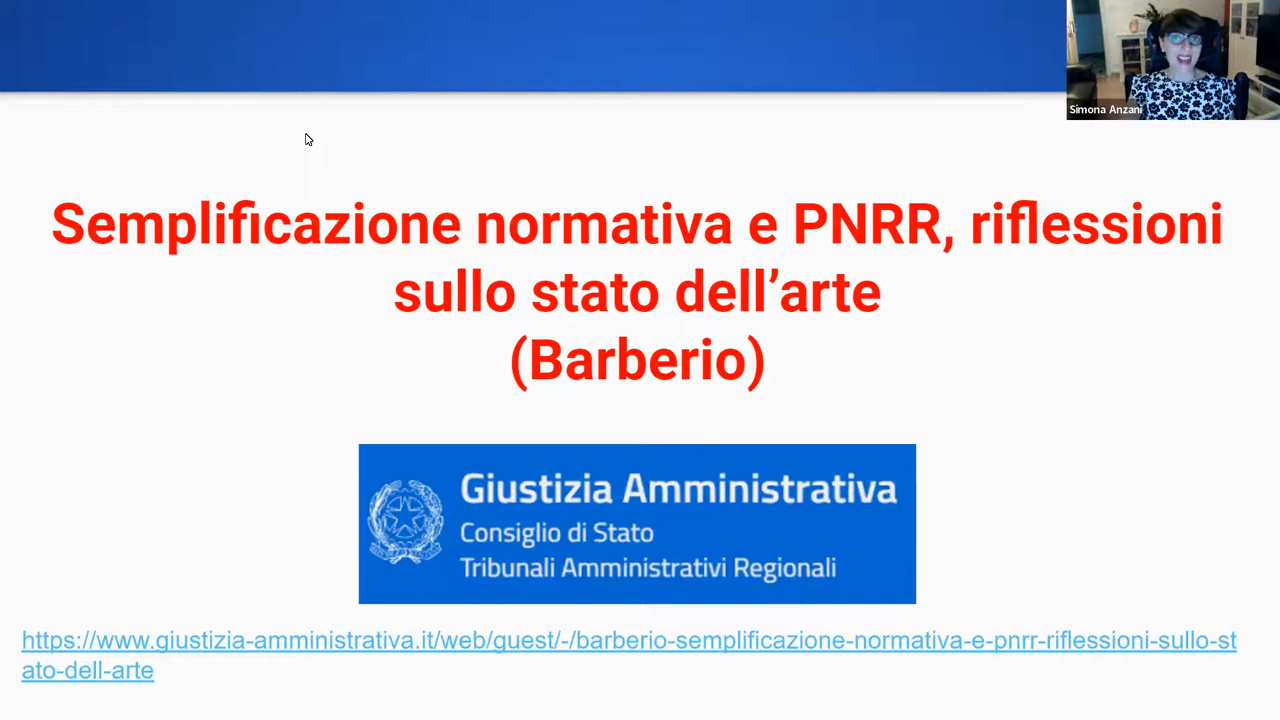 Simona Anzani
Semplificazione normativa e PNRR, riflessioni
sullo stato dell’arte
(Barberio)
Giustizia Amministrativa
Consiglio di Stato
Tribunali Amministrativi Regionali
https://www.giustizia-amministrativa.it/web/guest/-/barberio-semplificazione-normativa-e-pnrr-riflessioni-sullo-st
ato-dell-arte